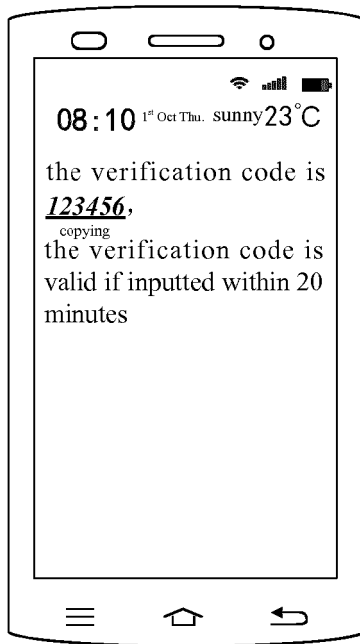 08:10 1st Oct Thu. sunny 23°C
the verification code is
123456,
copying
the verification code is
valid if inputted within 20
minutes